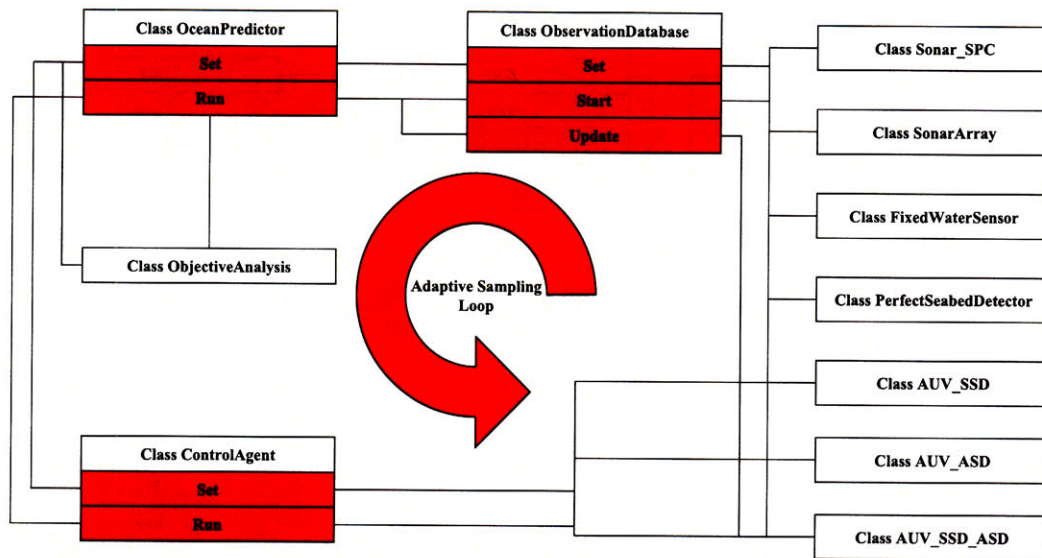 Class OceanPredictor
Set
Run
Class ObservationDatabase
Set
Start
Update
Class Sonar_SPC
Class SonarArray
Class FixedWaterSensor
Class PerfectSeabedDetector
Class AUV_SSD
Class AUV_ASD
Class AUV_SSD_ASD
Class ObjectiveAnalysis
Adaptive Sampling
Loop
Class ControlAgent
Set
Run